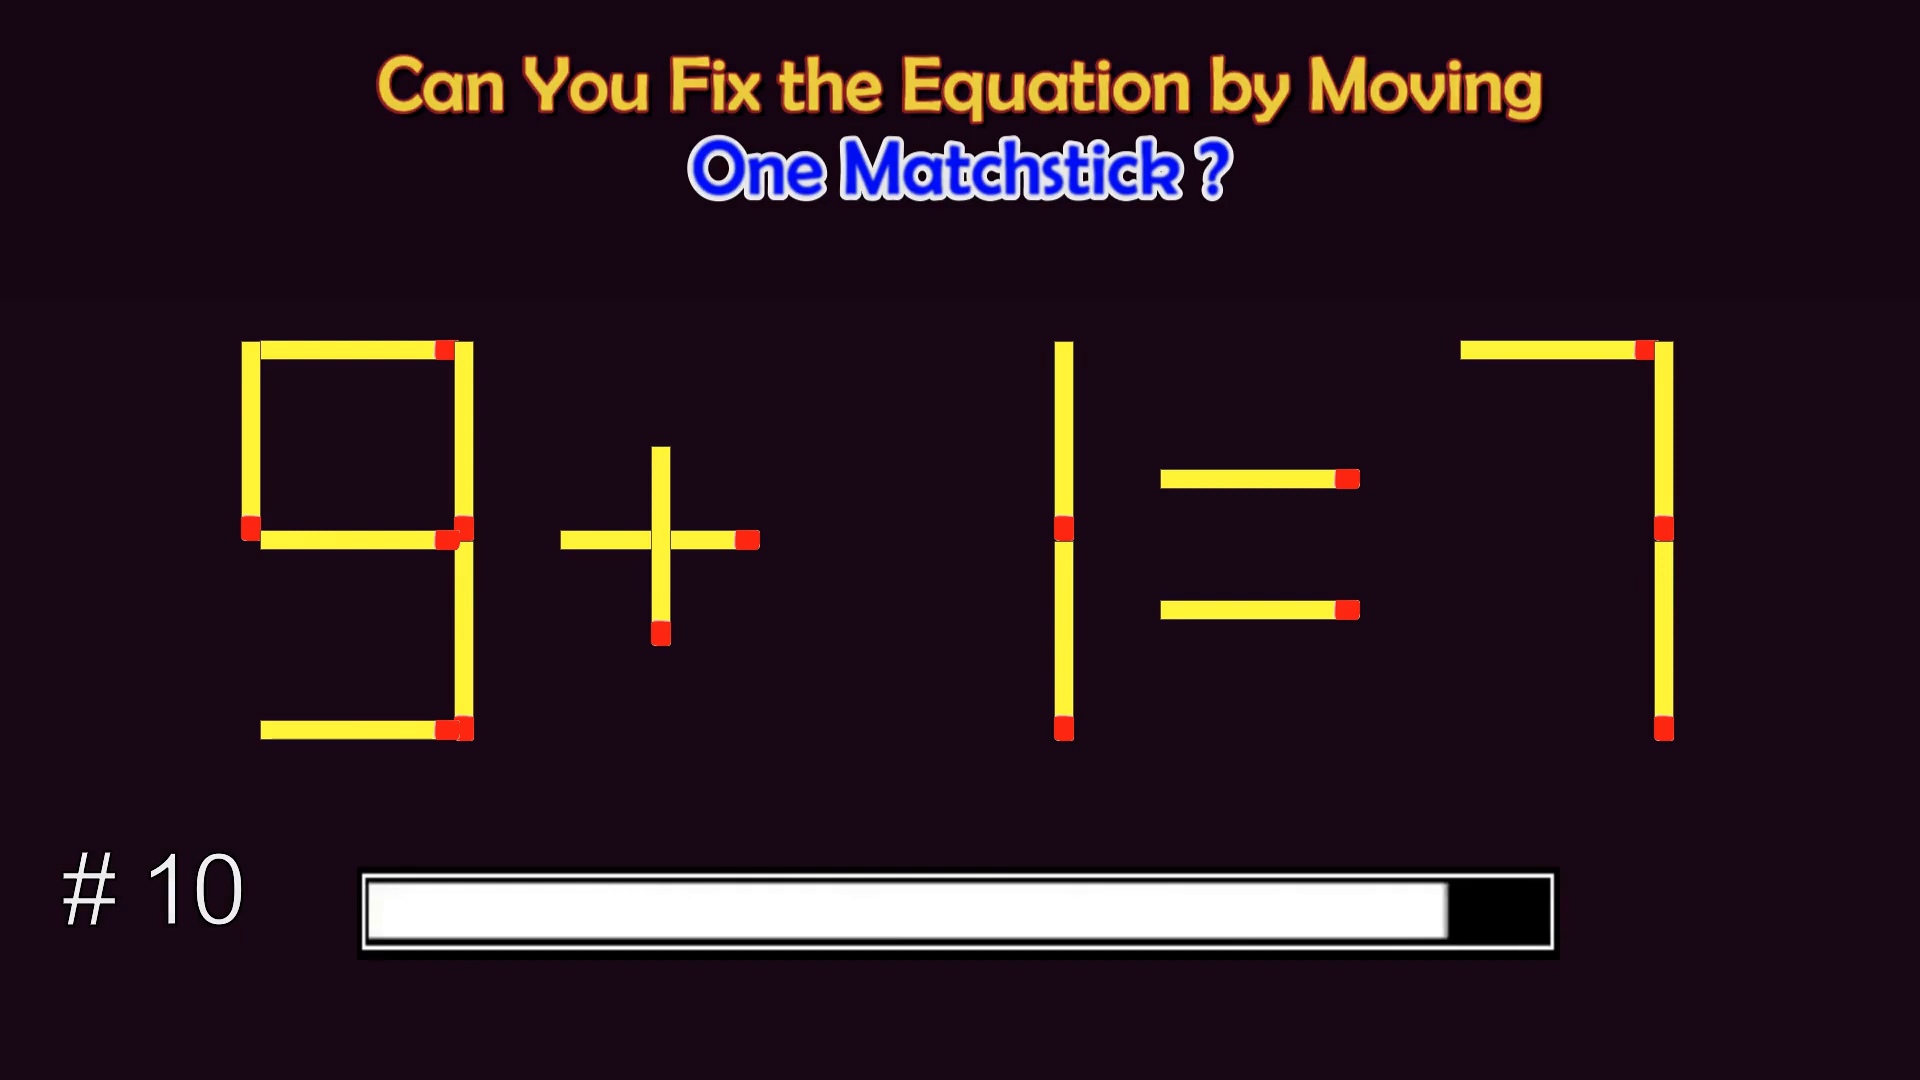 Can You Fix the Equation by Moving
One Matchstick ?
9 + 1 = 7
# 10